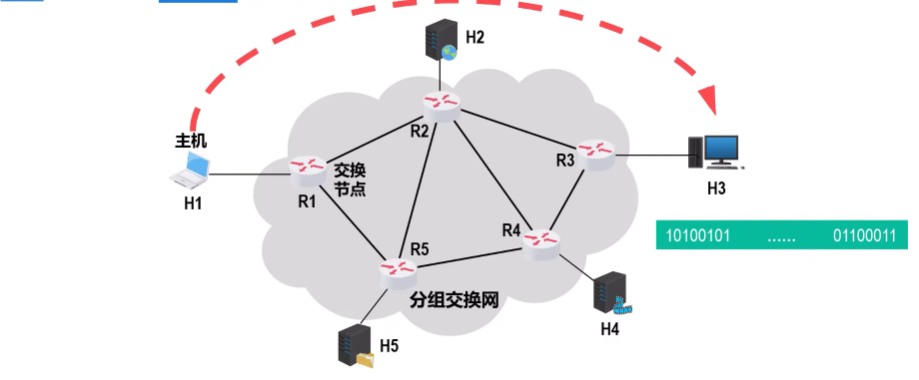 H2
主机
R2
交换
节点
R3
H1
R1
H3
R4
10100101 ...... 01100011
R5
分组交换网
H4
H5